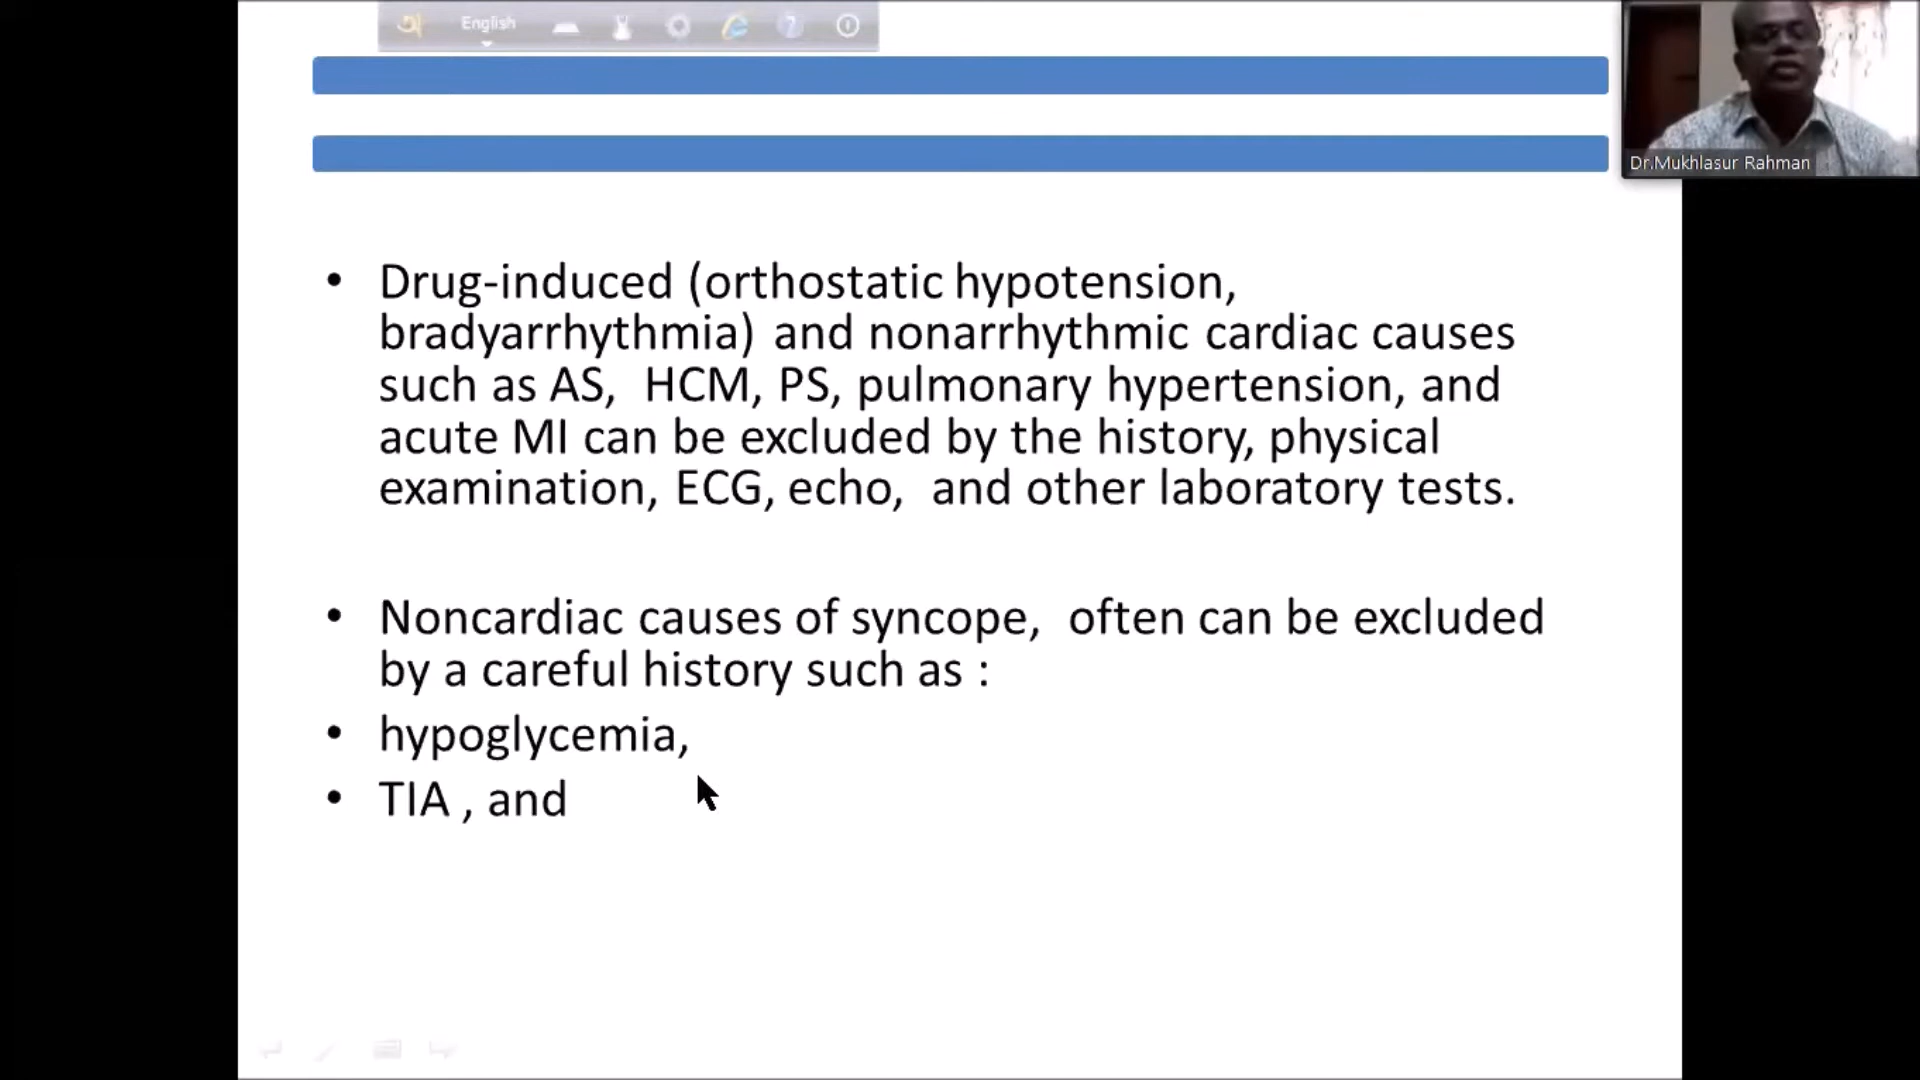 অ English
Dr.Mukhlasur Rahman
• Drug-induced (orthostatic hypotension,
bradyarrhythmia) and nonarrhythmic cardiac causes
such as AS, HCM, PS, pulmonary hypertension, and
acute MI can be excluded by the history, physical
examination, ECG, echo, and other laboratory tests.
• Noncardiac causes of syncope, often can be excluded
by a careful history such as :
• hypoglycemia,
• TIA , and